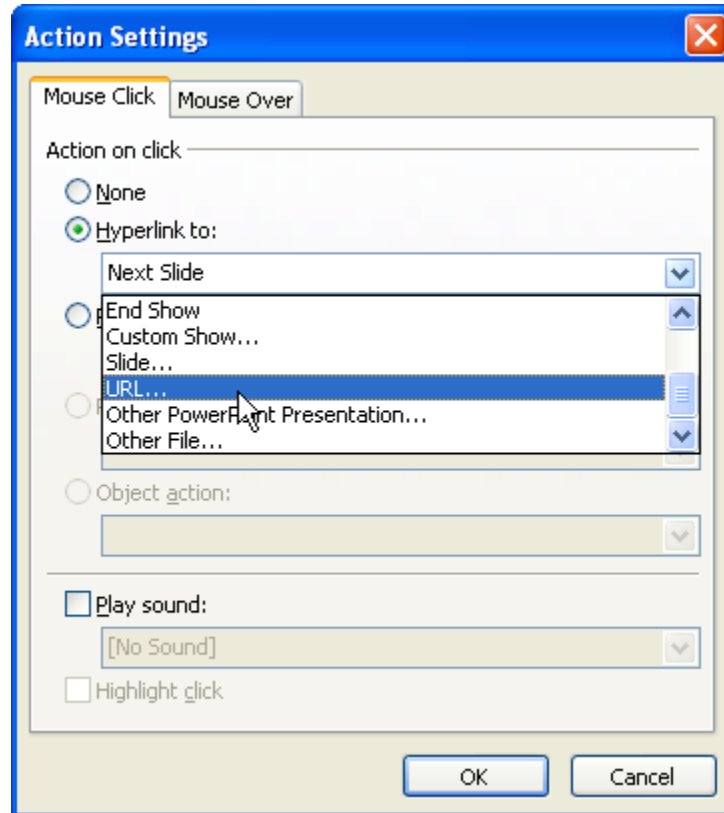 Action Settings
Mouse Click
Mouse Over
Action on click
None
Hyperlink to:
Next Slide
End Show
Custom Show...
Slide...
URL...
Other PowerPoint Presentation...
Other File...
Object action:
Play sound:
[No Sound]
Highlight click
OK
Cancel